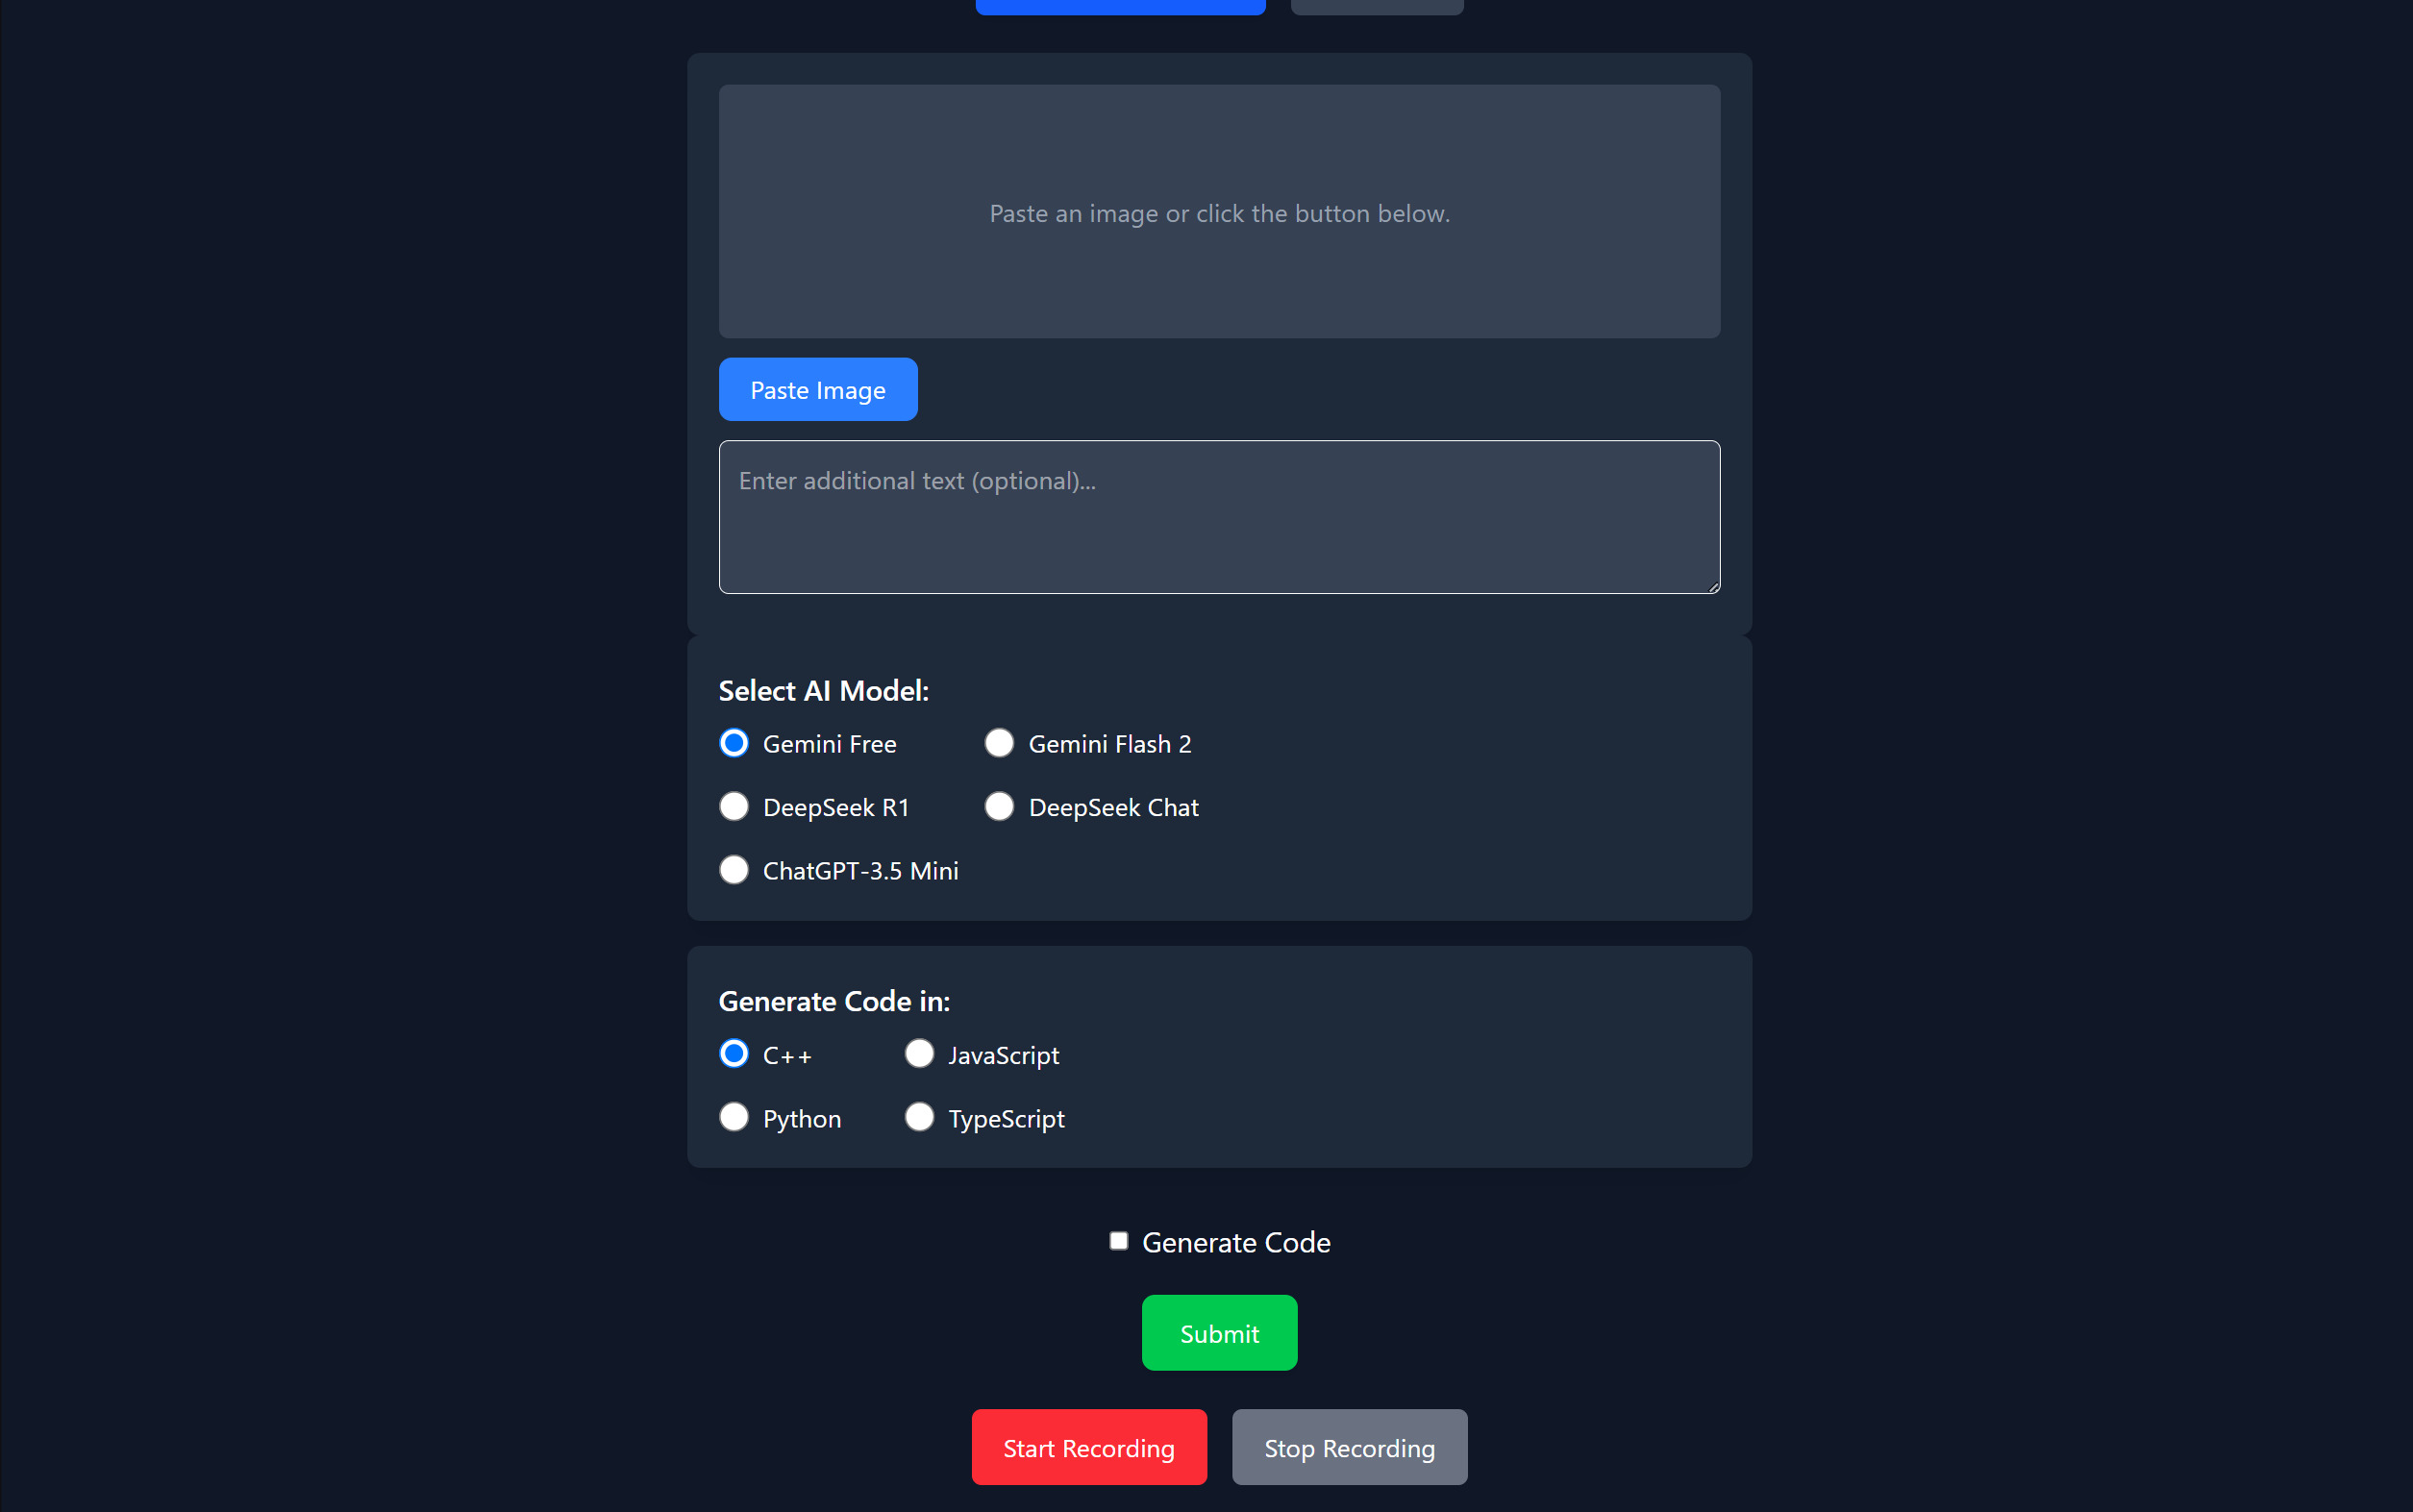 Paste an image or click the button below.
Paste Image
Enter additional text (optional)...
Select AI Model:
Gemini Free
Gemini Flash 2
DeepSeek R1
DeepSeek Chat
ChatGPT-3.5 Mini
Generate Code in:
C++
JavaScript
Python
TypeScript
Generate Code
Submit
Start Recording
Stop Recording